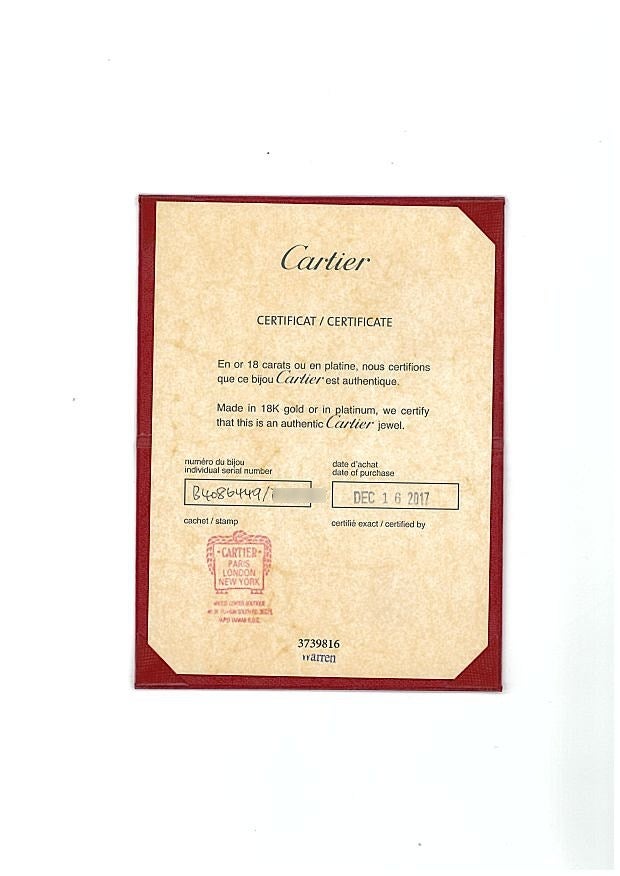 Cartier
CERTIFICAT / CERTIFICATE
En or 18 carats ou en platine, nous certifions
que ce bijou Cartier est authentique.
Made in 18K gold or in platinum, we certify
that this is an authentic Cartier jewel.
numéro du bijou
individual serial number
B4086449/
date d'achat
date of purchase
DEC 16 2017
cachet / stamp
certifié exact / certified by
CARTIER
PARIS
LONDON
NEW YORK
TAIPEI TAIWAN R.O.C.
3739816
Warren